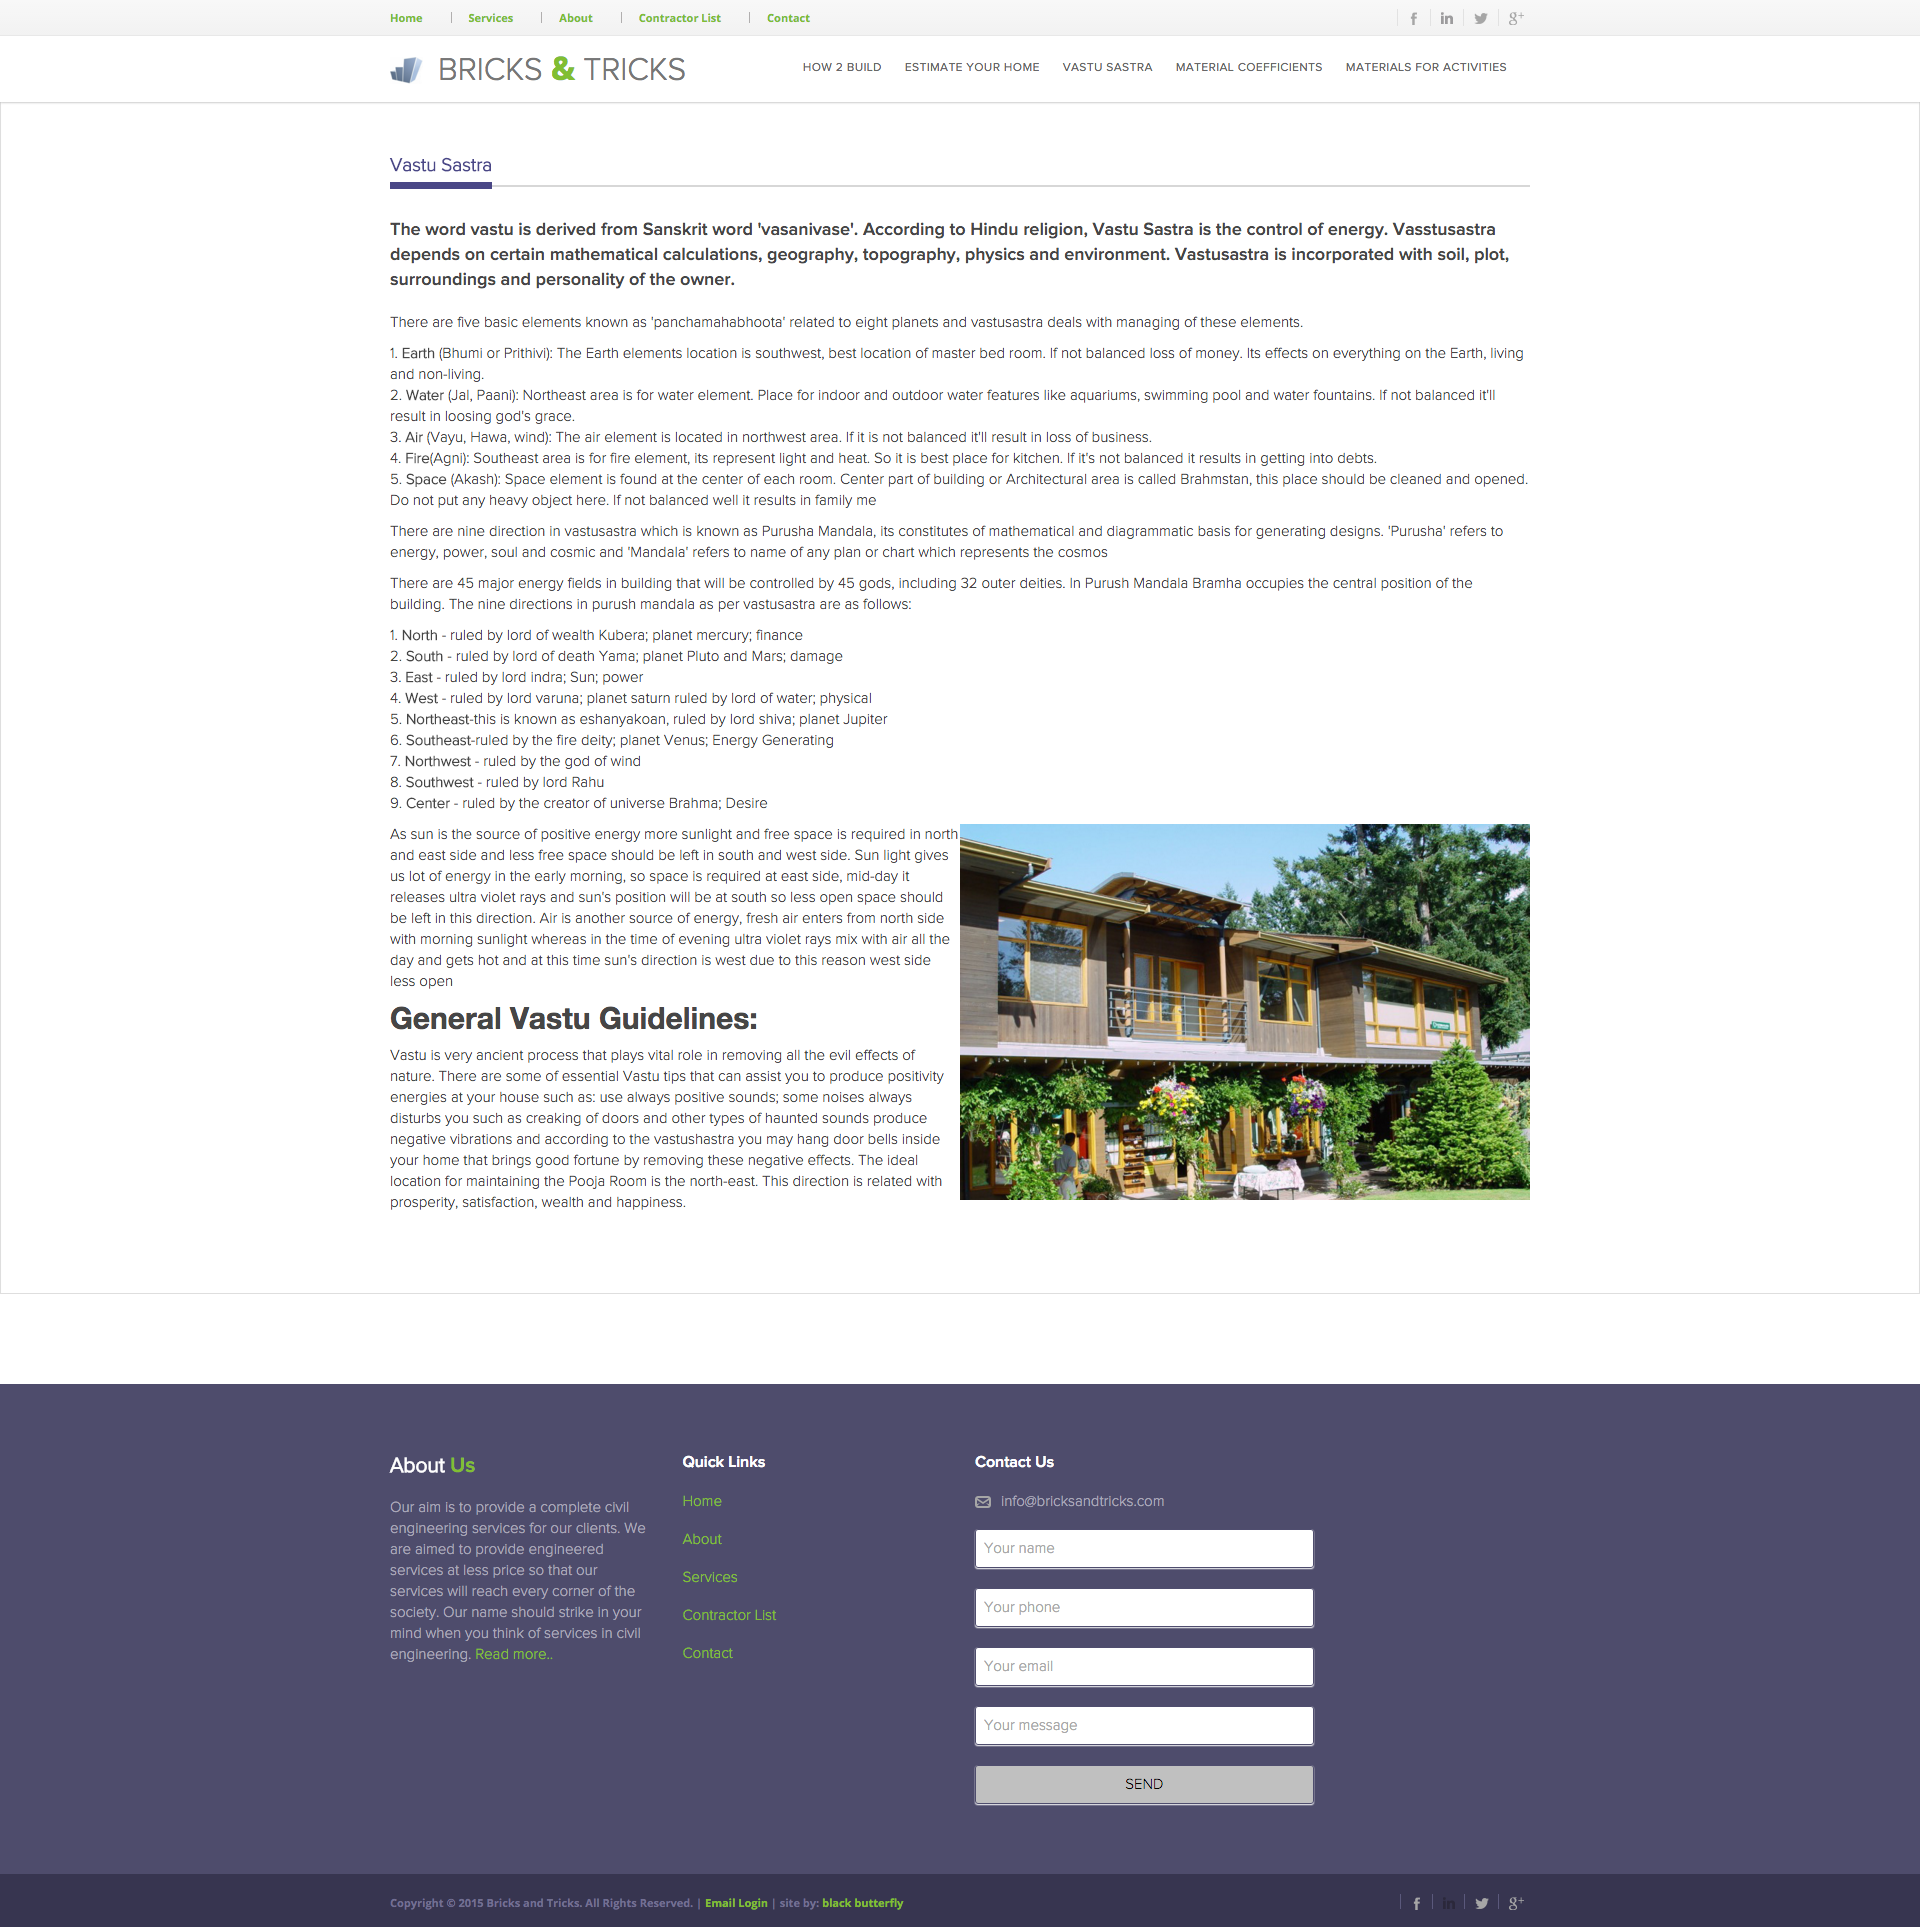 Home | Services | About | Contractor List | Contact
BRICKS & TRICKS
HOW 2 BUILD ESTIMATE YOUR HOME VASTU SASTRA MATERIAL COEFFICIENTS MATERIALS FOR ACTIVITIES
Vastu Sastra
The word vastu is derived from Sanskrit word 'vasanivase'. According to Hindu religion, Vastu Sastra is the control of energy. Vasstusastra
depends on certain mathematical calculations, geography, topography, physics and environment. Vastusastra is incorporated with soil, plot,
surroundings and personality of the owner.
There are five basic elements known as 'panchamahabhoota' related to eight planets and vastusastra deals with managing of these elements.
1. Earth (Bhumi or Prithivi): The Earth elements location is southwest, best location of master bed room. If not balanced loss of money. Its effects on everything on the Earth, living
and non-living.
2. Water (Jal, Paani): Northeast area is for water element. Place for indoor and outdoor water features like aquariums, swimming pool and water fountains. If not balanced it'll
result in loosing god's grace.
3. Air (Vayu, Hawa, wind): The air element is located in northwest area. If it is not balanced it'll result in loss of business.
4. Fire(Agni): Southeast area is for fire element, its represent light and heat. So it is best place for kitchen. If it's not balanced it results in getting into debts.
5. Space (Akash): Space element is found at the center of each room. Center part of building or Architectural area is called Brahmstan, this place should be cleaned and opened.
Do not put any heavy object here. If not balanced well it results in family me
There are nine direction in vastusastra which is known as Purusha Mandala, its constitutes of mathematical and diagrammatic basis for generating designs. 'Purusha' refers to
energy, power, soul and cosmic and 'Mandala' refers to name of any plan or chart which represents the cosmos
There are 45 major energy fields in building that will be controlled by 45 gods, including 32 outer deities. In Purush Mandala Bramha occupies the central position of the
building. The nine directions in purush mandala as per vastusastra are as follows:
1. North - ruled by lord of wealth Kubera; planet mercury; finance
2. South - ruled by lord of death Yama; planet Pluto and Mars; damage
3. East - ruled by lord indra; Sun; power
4. West - ruled by lord varuna; planet saturn ruled by lord of water; physical
5. Northeast-this is known as eshanyakoan, ruled by lord shiva; planet Jupiter
6. Southeast-ruled by the fire deity; planet Venus; Energy Generating
7. Northwest - ruled by the god of wind
8. Southwest - ruled by lord Rahu
9. Center - ruled by the creator of universe Brahma; Desire
As sun is the source of positive energy more sunlight and free space is required in north
and east side and less free space should be left in south and west side. Sun light gives
us lot of energy in the early morning, so space is required at east side, mid-day it
releases ultra violet rays and sun's position will be at south so less open space should
be left in this direction. Air is another source of energy, fresh air enters from north side
with morning sunlight whereas in the time of evening ultra violet rays mix with air all the
day and gets hot and at this time sun's direction is west due to this reason west side
less open
General Vastu Guidelines:
Vastu is very ancient process that plays vital role in removing all the evil effects of
nature. There are some of essential Vastu tips that can assist you to produce positivity
energies at your house such as: use always positive sounds; some noises always
disturbs you such as creaking of doors and other types of haunted sounds produce
negative vibrations and according to the vastushastra you may hang door bells inside
your home that brings good fortune by removing these negative effects. The ideal
location for maintaining the Pooja Room is the north-east. This direction is related with
prosperity, satisfaction, wealth and happiness.
About Us
Our aim is to provide a complete civil
engineering services for our clients. We
are aimed to provide engineered
services at less price so that our
services will reach every corner of the
society. Our name should strike in your
mind when you think of services in civil
engineering. Read more..
Quick Links
Home
About
Services
Contractor List
Contact
Contact Us
info@bricksandtricks.com
Your name
Your phone
Your email
Your message
SEND
Copyright © 2015 Bricks and Tricks. All Rights Reserved. | Email Login | site by: black butterfly